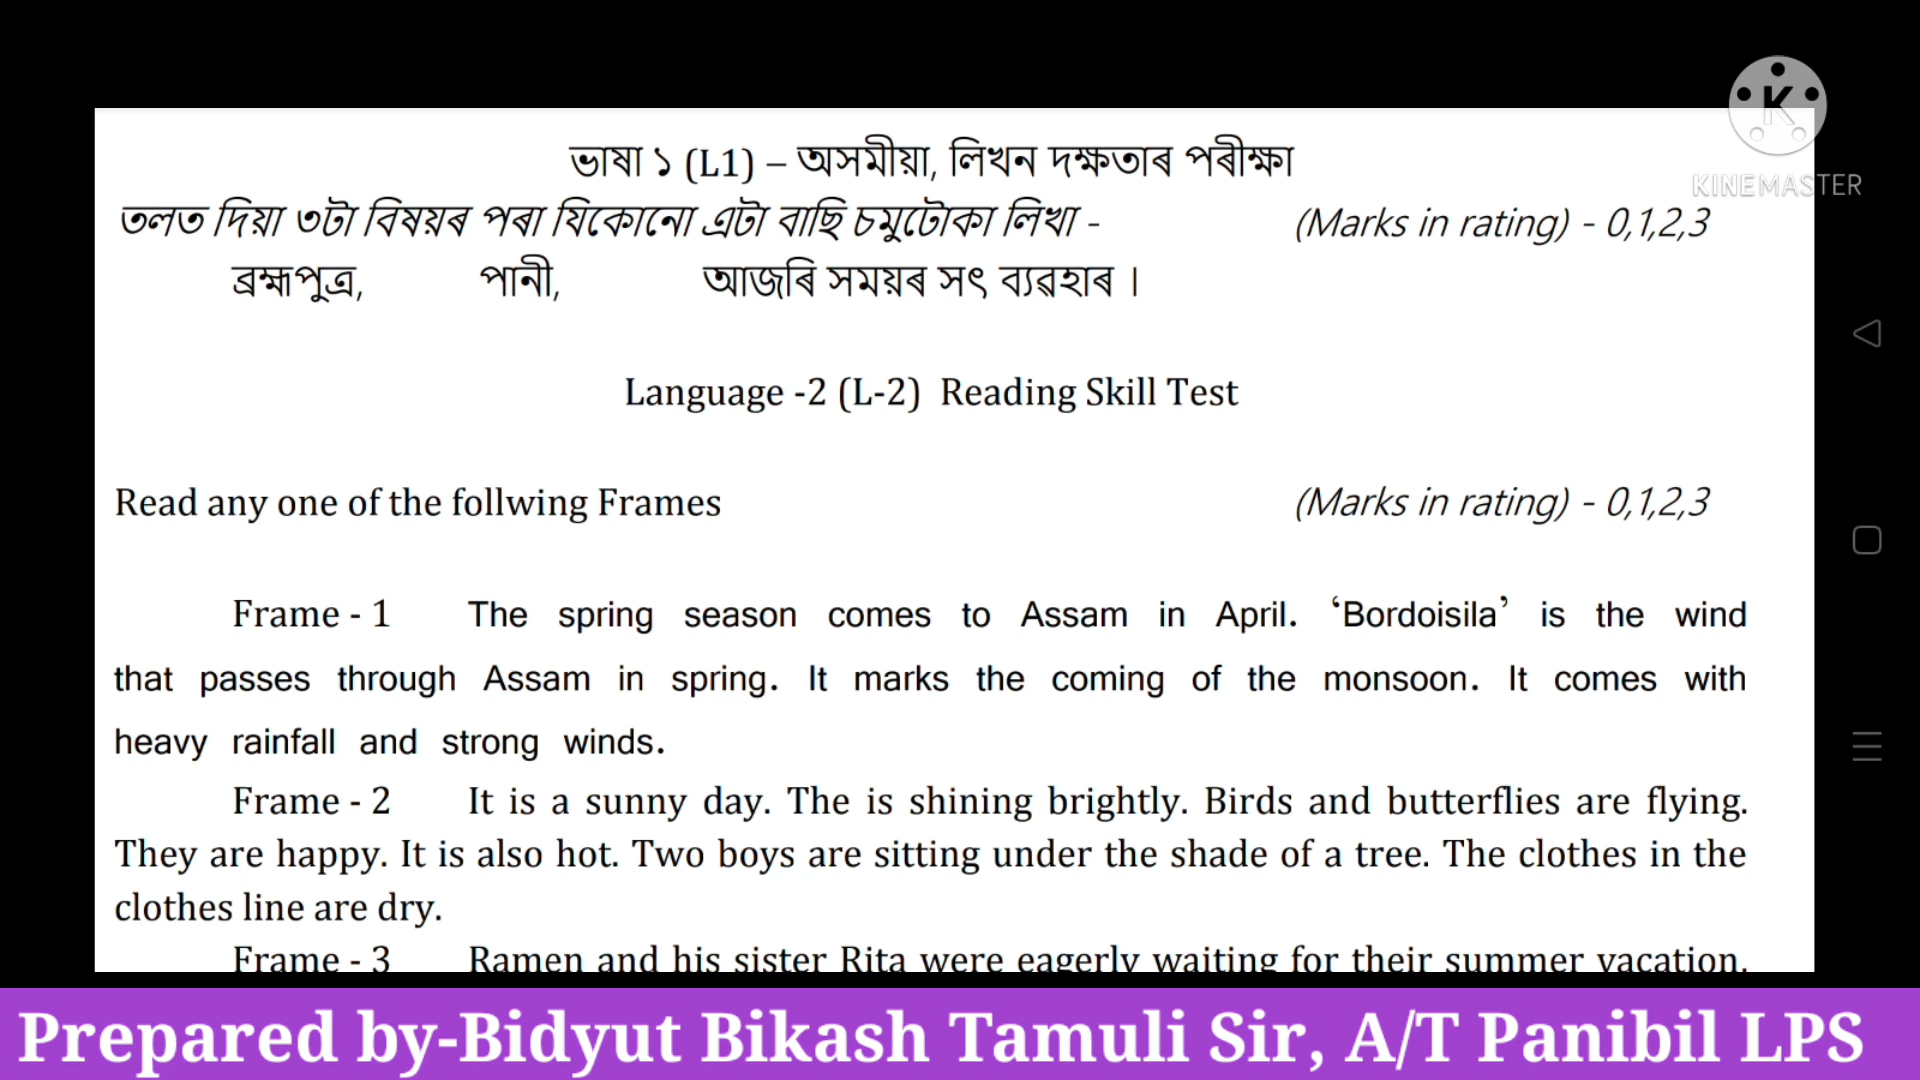 K
KINEMASTER
ভাষা ১ (L1) – অসমীয়া, লিখন দক্ষতাৰ পৰীক্ষা
তলত দিয়া ৩টা বিষয়ৰ পৰা যিকোনো এটা বাছি চমুটোকা লিখা - (Marks in rating) - 0,1,2,3
ব্ৰহ্মপুত্ৰ, পানী, আজৰি সময়ৰ সৎ ব্যৱহাৰ ।
Language -2 (L-2) Reading Skill Test
Read any one of the follwing Frames (Marks in rating) - 0,1,2,3
Frame - 1 The spring season comes to Assam in April. ‘Bordoisila’ is the wind
that passes through Assam in spring. It marks the coming of the monsoon. It comes with
heavy rainfall and strong winds.
Frame - 2 It is a sunny day. The is shining brightly. Birds and butterflies are flying.
They are happy. It is also hot. Two boys are sitting under the shade of a tree. The clothes in the
clothes line are dry.
Frame - 3 Ramen and his sister Rita were eagerly waiting for their summer vacation.
Prepared by-Bidyut Bikash Tamuli Sir, A/T Panibil LPS